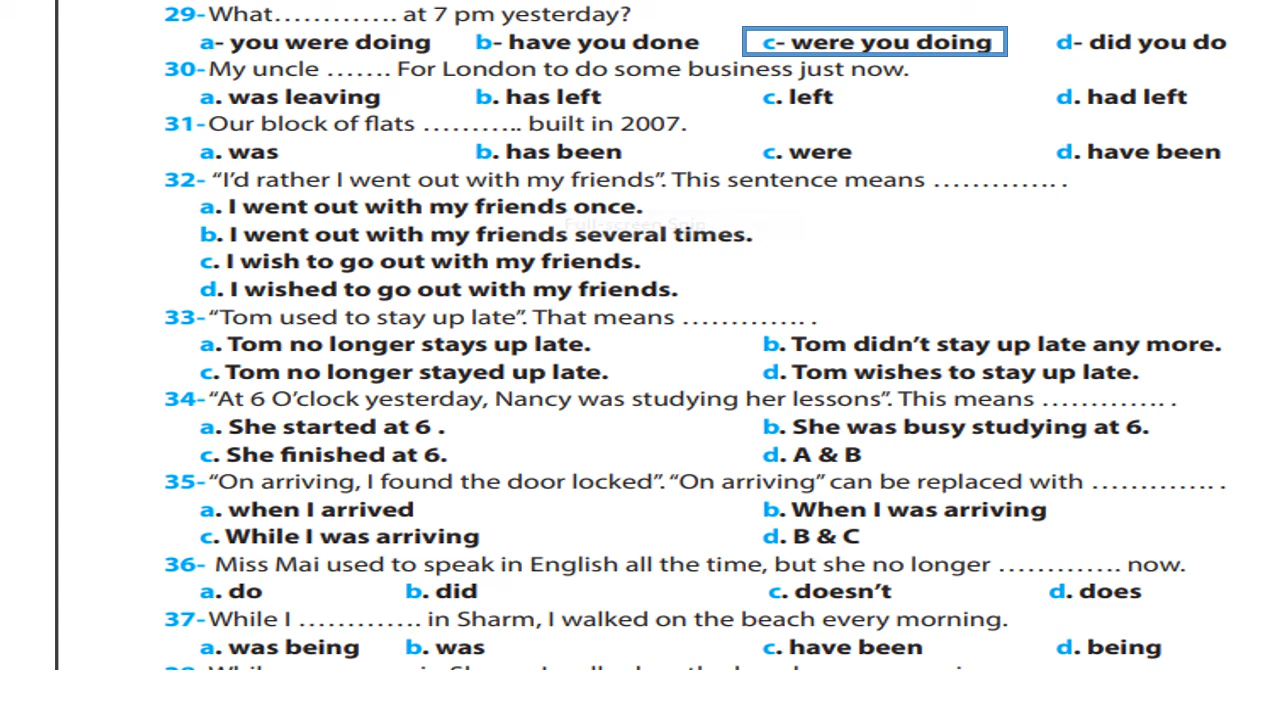 29- What............. at 7 pm yesterday?
a- you were doing b- have you done c- were you doing d- did you do
30- My uncle ....... For London to do some business just now.
a. was leaving b. has left c. left d. had left
31- Our block of flats ........... built in 2007.
a. was b. has been c. were d. have been
32- “I’d rather I went out with my friends”. This sentence means ............. .
a. I went out with my friends once.
b. I went out with my friends several times.
c. I wish to go out with my friends.
d. I wished to go out with my friends.
33- “Tom used to stay up late”. That means ............. .
a. Tom no longer stays up late. b. Tom didn’t stay up late any more.
c. Tom no longer stayed up late. d. Tom wishes to stay up late.
34- “At 6 O’clock yesterday, Nancy was studying her lessons”. This means ............. .
a. She started at 6 . b. She was busy studying at 6.
c. She finished at 6. d. A & B
35- “On arriving, I found the door locked”. “On arriving” can be replaced with ............. .
a. when I arrived b. When I was arriving
c. While I was arriving d. B & C
36- Miss Mai used to speak in English all the time, but she no longer ............. now.
a. do b. did c. doesn’t d. does
37- While I ............. in Sharm, I walked on the beach every morning.
a. was being b. was c. have been d. being